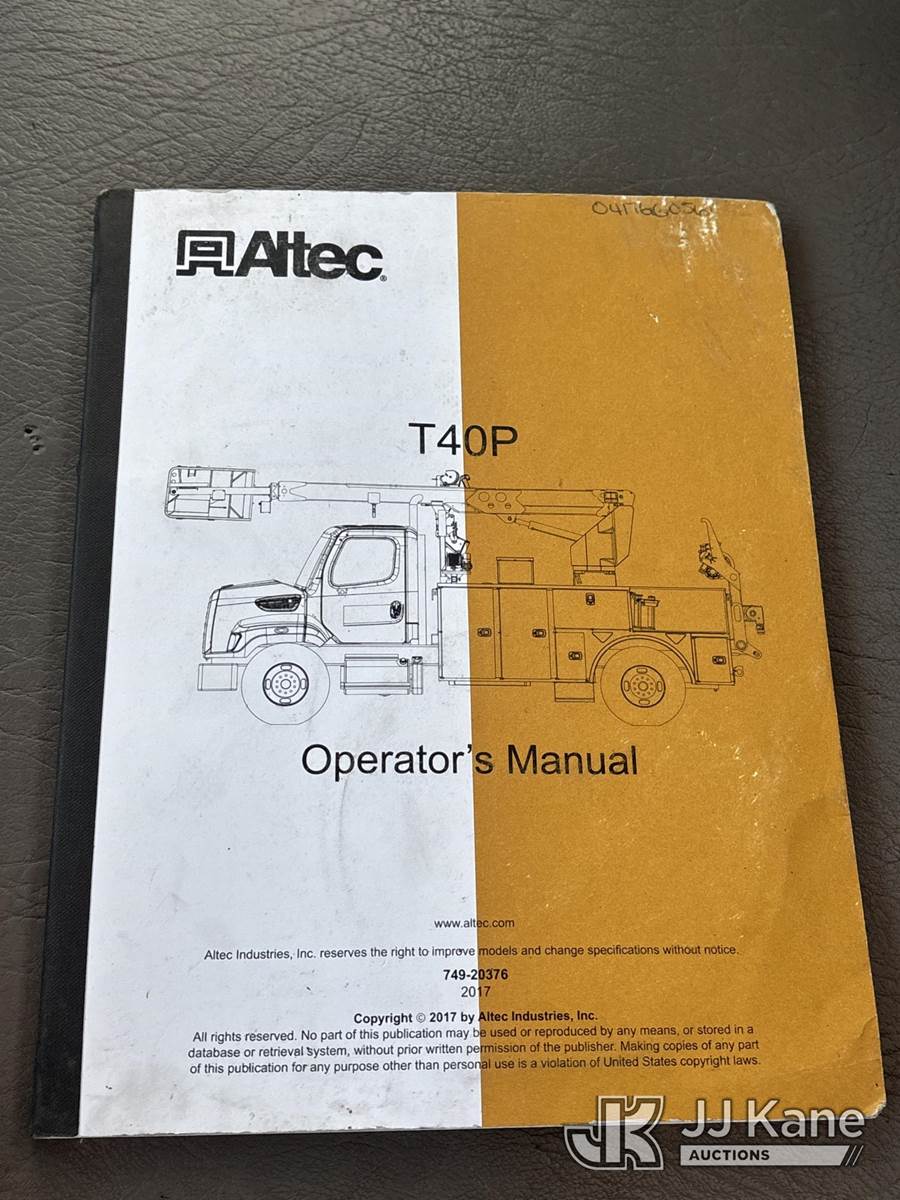 Altec®
T40P
Operator's Manual
www.altec.com
Altec Industries, Inc. reserves the right to improve models and change specifications without notice.
749-20376
2017
Copyright © 2017 by Altec Industries, Inc.
All rights reserved. No part of this publication may be used or reproduced by any means, or stored in a
database or retrieval system, without prior written permission of the publisher. Making copies of any part
of this publication for any purpose other than personal use is a violation of United States copyright laws.
JK JJ Kane
AUCTIONS